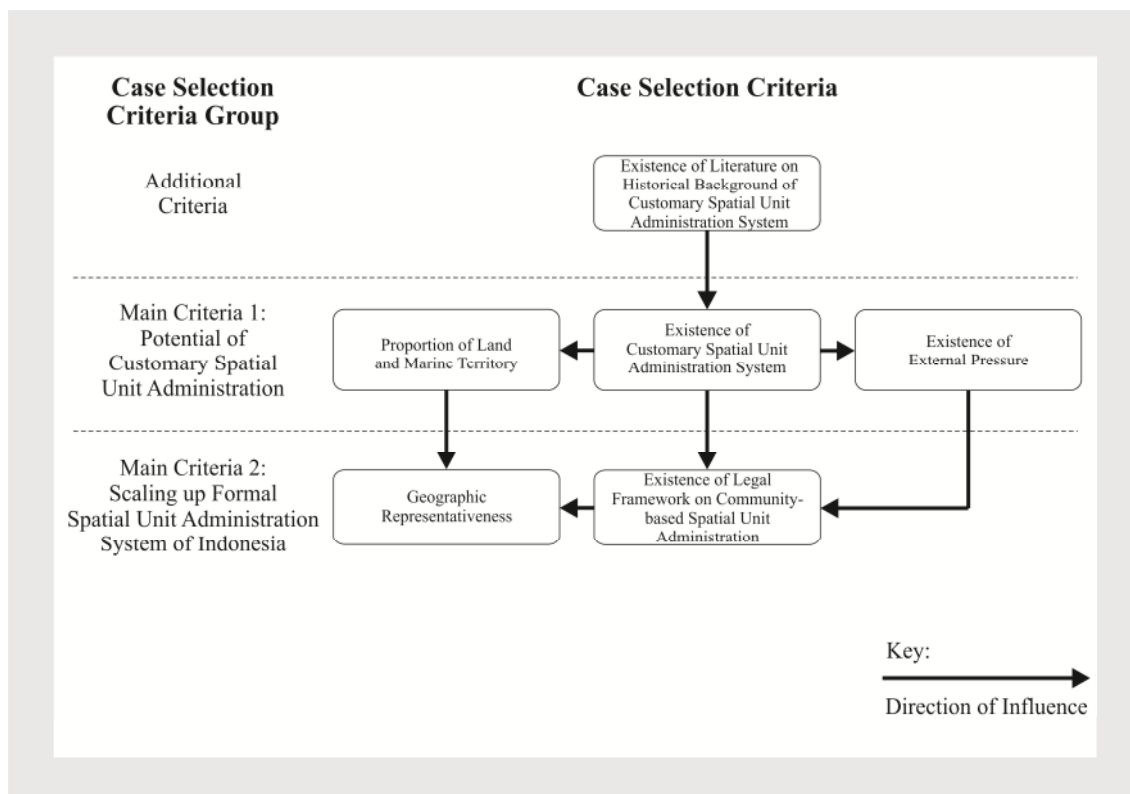 Case Selection
Criteria Group
Case Selection Criteria
Additional
Criteria
Existence of Literature on
Historical Background of
Customary Spatial Unit
Administration System
Main Criteria 1:
Potential of
Customary Spatial
Unit Administration
Proportion of Land
and Marine Territory
Existence of
Customary Spatial Unit
Administration System
Existence of
External Pressure
Main Criteria 2:
Scaling up Formal
Spatial Unit Administration
System of Indonesia
Geographic
Representativeness
Existence of Legal
Framework on Community-
based Spatial Unit
Administration
Key:
Direction of Influence